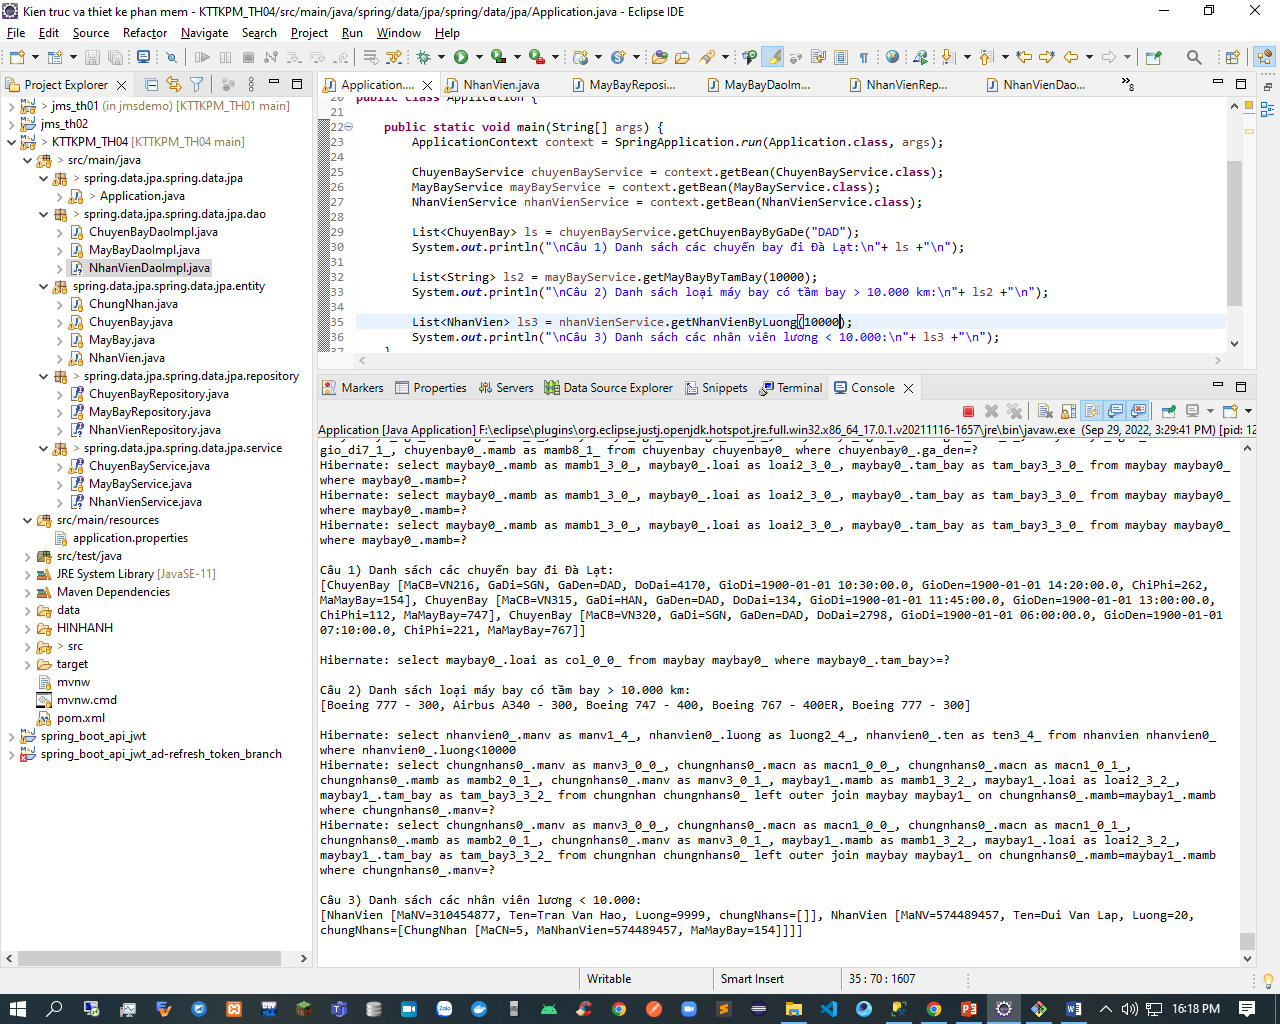 Kien truc va thiet ke phan mem - KTTKPM_TH04/src/main/java/spring/data/jpa/spring/data/jpa/Application.java - Eclipse IDE
File Edit Source Refactor Navigate Search Project Run Window Help
Project Explorer
> jms_th01 (in jmsdemo) [KTTKPM_TH01 main]
jms_th02
> KTTKPM_TH04 [KTTKPM_TH04 main]
> src/main/java
> spring.data.jpa.spring.data.jpa
> Application.java
> spring.data.jpa.spring.data.jpa.dao
ChuyenBayDaoImpl.java
MayBayDaoImpl.java
NhanVienDaoImpl.java
spring.data.jpa.spring.data.jpa.entity
ChungNhan.java
ChuyenBay.java
MayBay.java
NhanVien.java
> spring.data.jpa.spring.data.jpa.repository
ChuyenBayRepository.java
MayBayRepository.java
NhanVienRepository.java
> spring.data.jpa.spring.data.jpa.service
ChuyenBayService.java
MayBayService.java
NhanVienService.java
src/main/resources
application.properties
src/test/java
JRE System Library [JavaSE-11]
Maven Dependencies
data
HINHANH
> src
target
mvnw
mvnw.cmd
pom.xml
spring_boot_api_jwt
spring_boot_api_jwt_ad-refresh_token_branch
Application.... NhanVien.java MayBayReposi... MayBayDaoIm... NhanVienRep... NhanVienDao... »8
20 public class Application {
21
22 public static void main(String[] args) {
23 ApplicationContext context = SpringApplication.run(Application.class, args);
24
25 ChuyenBayService chuyenBayService = context.getBean(ChuyenBayService.class);
26 MayBayService mayBayService = context.getBean(MayBayService.class);
27 NhanVienService nhanVienService = context.getBean(NhanVienService.class);
28
29 List<ChuyenBay> ls = chuyenBayService.getChuyenBayByGaDe("DAD");
30 System.out.println("\nCâu 1) Danh sách các chuyến bay đi Đà Lạt:\n"+ ls +"\n");
31
32 List<String> ls2 = mayBayService.getMayBayByTamBay(10000);
33 System.out.println("\nCâu 2) Danh sách loại máy bay có tầm bay > 10.000 km:\n"+ ls2 +"\n");
34
35 List<NhanVien> ls3 = nhanVienService.getNhanVienByLuong(10000);
36 System.out.println("\nCâu 3) Danh sách các nhân viên lương < 10.000:\n"+ ls3 +"\n");
37 }
Markers Properties Servers Data Source Explorer Snippets Terminal Console
Application [Java Application] F:\eclipse\plugins\org.eclipse.justj.openjdk.hotspot.jre.full.win32.x86_64_17.0.1.v20211116-1657\jre\bin\javaw.exe (Sep 29, 2022, 3:29:41 PM) [pid: 12
gio_di7_1_, chuyenbay0_.mamb as mamb8_1_ from chuyenbay chuyenbay0_ where chuyenbay0_.ga_den=?
Hibernate: select maybay0_.mamb as mamb1_3_0_, maybay0_.loai as loai2_3_0_, maybay0_.tam_bay as tam_bay3_3_0_ from maybay maybay0_
where maybay0_.mamb=?
Hibernate: select maybay0_.mamb as mamb1_3_0_, maybay0_.loai as loai2_3_0_, maybay0_.tam_bay as tam_bay3_3_0_ from maybay maybay0_
where maybay0_.mamb=?
Hibernate: select maybay0_.mamb as mamb1_3_0_, maybay0_.loai as loai2_3_0_, maybay0_.tam_bay as tam_bay3_3_0_ from maybay maybay0_
where maybay0_.mamb=?
Câu 1) Danh sách các chuyến bay đi Đà Lạt:
[ChuyenBay [MaCB=VN216, GaDi=SGN, GaDen=DAD, DoDai=4170, GioDi=1900-01-01 10:30:00.0, GioDen=1900-01-01 14:20:00.0, ChiPhi=262,
MaMayBay=154], ChuyenBay [MaCB=VN315, GaDi=HAN, GaDen=DAD, DoDai=134, GioDi=1900-01-01 11:45:00.0, GioDen=1900-01-01 13:00:00.0,
ChiPhi=112, MaMayBay=747], ChuyenBay [MaCB=VN320, GaDi=SGN, GaDen=DAD, DoDai=2798, GioDi=1900-01-01 06:00:00.0, GioDen=1900-01-01
07:10:00.0, ChiPhi=221, MaMayBay=767]]
Hibernate: select maybay0_.loai as col_0_0_ from maybay maybay0_ where maybay0_.tam_bay>=?
Câu 2) Danh sách loại máy bay có tầm bay > 10.000 km:
[Boeing 777 - 300, Airbus A340 - 300, Boeing 747 - 400, Boeing 767 - 400ER, Boeing 777 - 300]
Hibernate: select nhanvien0_.manv as manv1_4_, nhanvien0_.luong as luong2_4_, nhanvien0_.ten as ten3_4_ from nhanvien nhanvien0_
where nhanvien0_.luong<10000
Hibernate: select chungnhans0_.manv as manv3_0_0_, chungnhans0_.macn as macn1_0_0_, chungnhans0_.macn as macn1_0_1_,
chungnhans0_.mamb as mamb2_0_1_, chungnhans0_.manv as manv3_0_1_, maybay1_.mamb as mamb1_3_2_, maybay1_.loai as loai2_3_2_,
maybay1_.tam_bay as tam_bay3_3_2_ from chungnhan chungnhans0_ left outer join maybay maybay1_ on chungnhans0_.mamb=maybay1_.mamb
where chungnhans0_.manv=?
Hibernate: select chungnhans0_.manv as manv3_0_0_, chungnhans0_.macn as macn1_0_0_, chungnhans0_.macn as macn1_0_1_,
chungnhans0_.mamb as mamb2_0_1_, chungnhans0_.manv as manv3_0_1_, maybay1_.mamb as mamb1_3_2_, maybay1_.loai as loai2_3_2_,
maybay1_.tam_bay as tam_bay3_3_2_ from chungnhan chungnhans0_ left outer join maybay maybay1_ on chungnhans0_.mamb=maybay1_.mamb
where chungnhans0_.manv=?
Câu 3) Danh sách các nhân viên lương < 10.000:
[NhanVien [MaNV=310454877, Ten=Tran Van Hao, Luong=9999, chungNhans=[]], NhanVien [MaNV=574489457, Ten=Dui Van Lap, Luong=20,
chungNhans=[ChungNhan [MaCN=5, MaNhanVien=574489457, MaMayBay=154]]]]
Writable Smart Insert 35 : 70 : 1607
16:18 PM